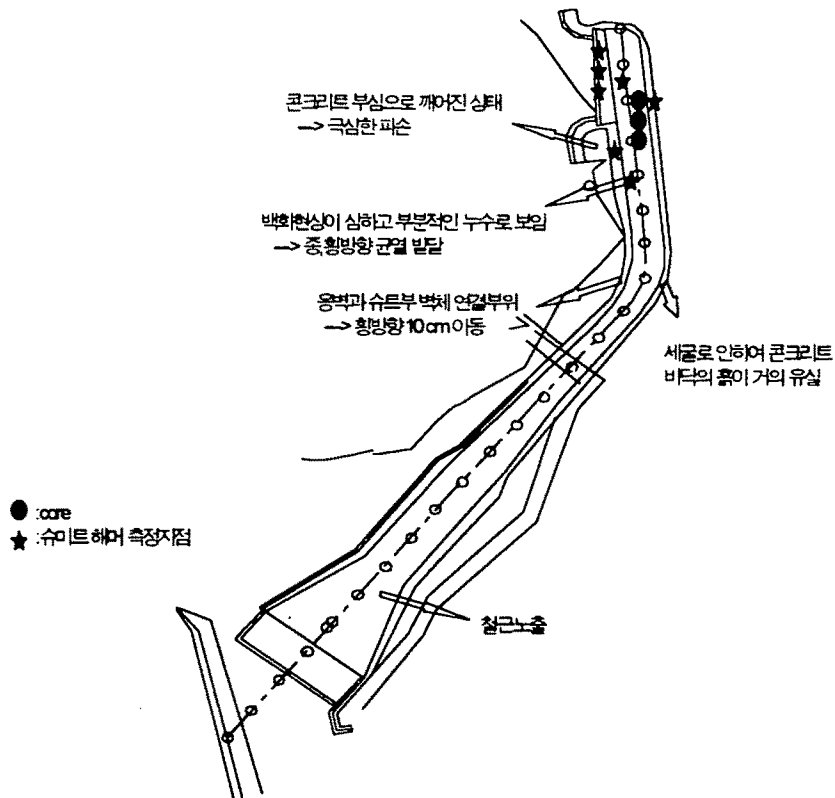 콘크리트 부심으로 깨어진 상태
—> 극심한 파손
백화현상이 심하고 부분적인 누수로 보임
—> 종,횡방향 균열 발달
옹벽과 슈트부 벽체 연결부위
—> 횡방향 10 cm 이동
세굴로 인하여 콘크리트
바닥의 흙이 거의 유실
:core
:슈미트 해머 측정지점
철근노출